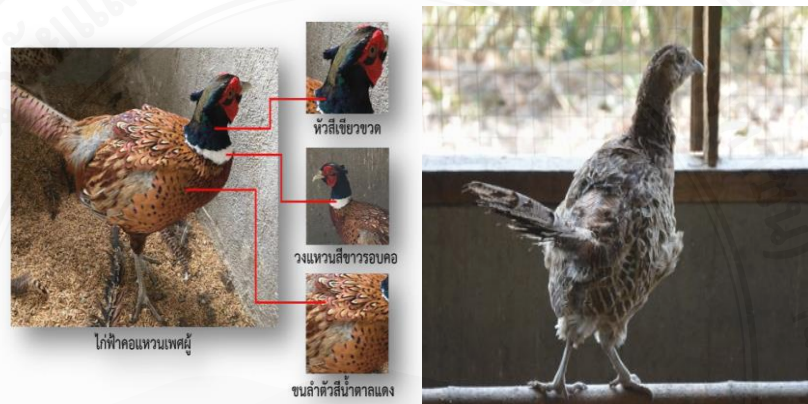 หัวสีเขียวขวด
วงแหวนสีขาวรอบคอ
ไก่ฟ้าคอแหวนเพศผู้
ขนลำตัวสีน้ำตาลแดง